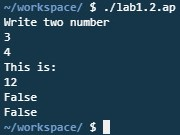 ~/workspace/ $ ./lab1.2.ap
Write two number
3
4
This is:
12
False
False
~/workspace/ $